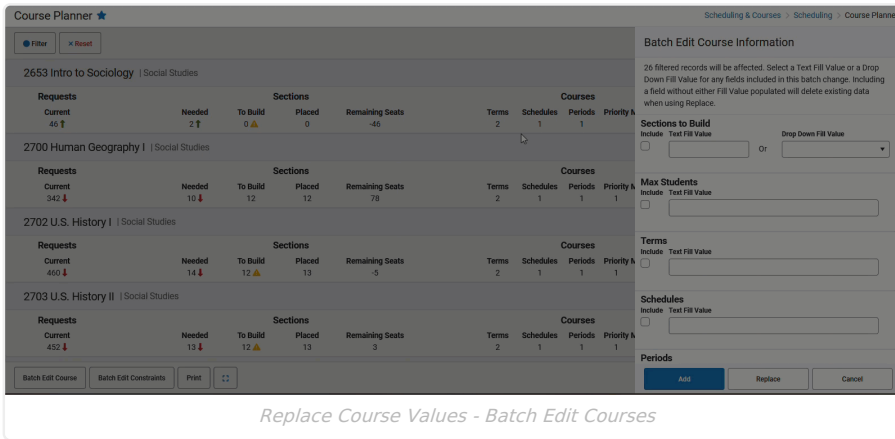 Course Planner
Scheduling & Courses > Scheduling > Course Planne
Filter
× Reset
2653 Intro to Sociology | Social Studies
Requests Sections Courses
Current Needed To Build Placed Remaining Seats Terms Schedules Periods Priority M
46 2 0 0 -46 2 1 1
2700 Human Geography I | Social Studies
Requests Sections Courses
Current Needed To Build Placed Remaining Seats Terms Schedules Periods Priority M
342 10 12 12 78 2 1 1 1
2702 U.S. History I | Social Studies
Requests Sections Courses
Current Needed To Build Placed Remaining Seats Terms Schedules Periods Priority M
460 14 12 13 -5 2 1 1 1
2703 U.S. History II | Social Studies
Requests Sections Courses
Current Needed To Build Placed Remaining Seats Terms Schedules Periods Priority M
452 13 12 13 3 2 1 1 1
Batch Edit Course Batch Edit Constraints Print
Batch Edit Course Information
26 filtered records will be affected. Select a Text Fill Value or a Drop
Down Fill Value for any fields included in this batch change. Including
a field without either Fill Value populated will delete existing data
when using Replace.
Sections to Build
Include Text Fill Value Drop Down Fill Value
Or
Max Students
Include Text Fill Value
Terms
Include Text Fill Value
Schedules
Include Text Fill Value
Periods
Add Replace Cancel
Replace Course Values - Batch Edit Courses